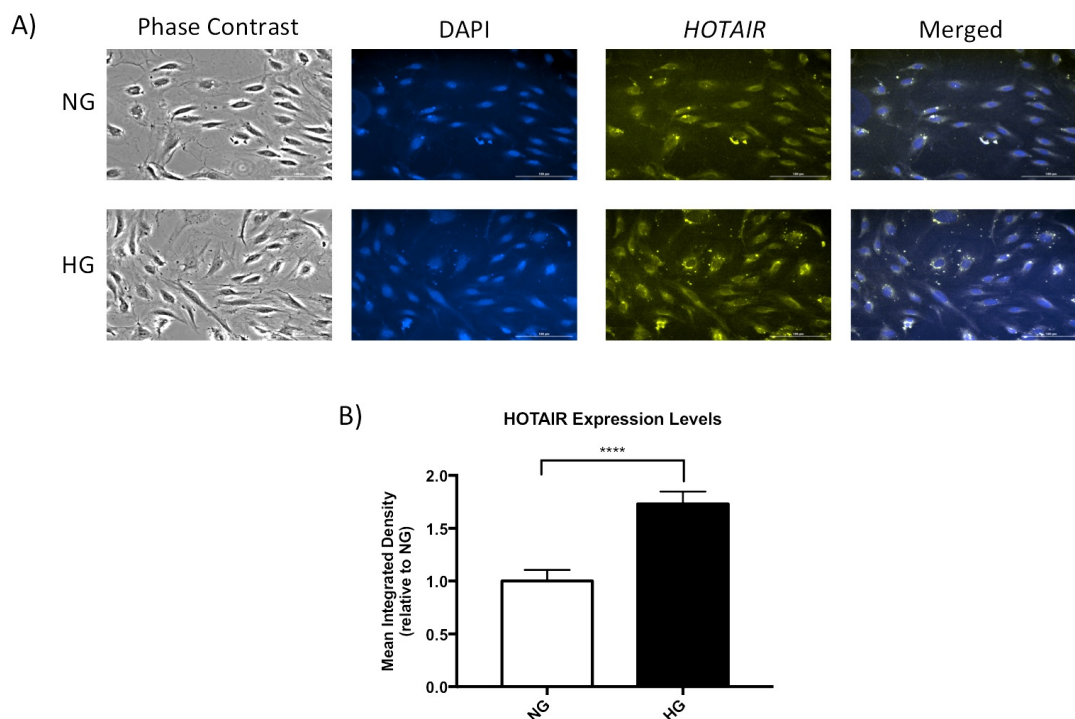 A)
Phase Contrast
DAPI
HOTAIR
Merged
NG
HG
B)
HOTAIR Expression Levels
****
Mean Integrated Density
(relative to NG)
2.0
1.5
1.0
0.5
0.0
NG
HG